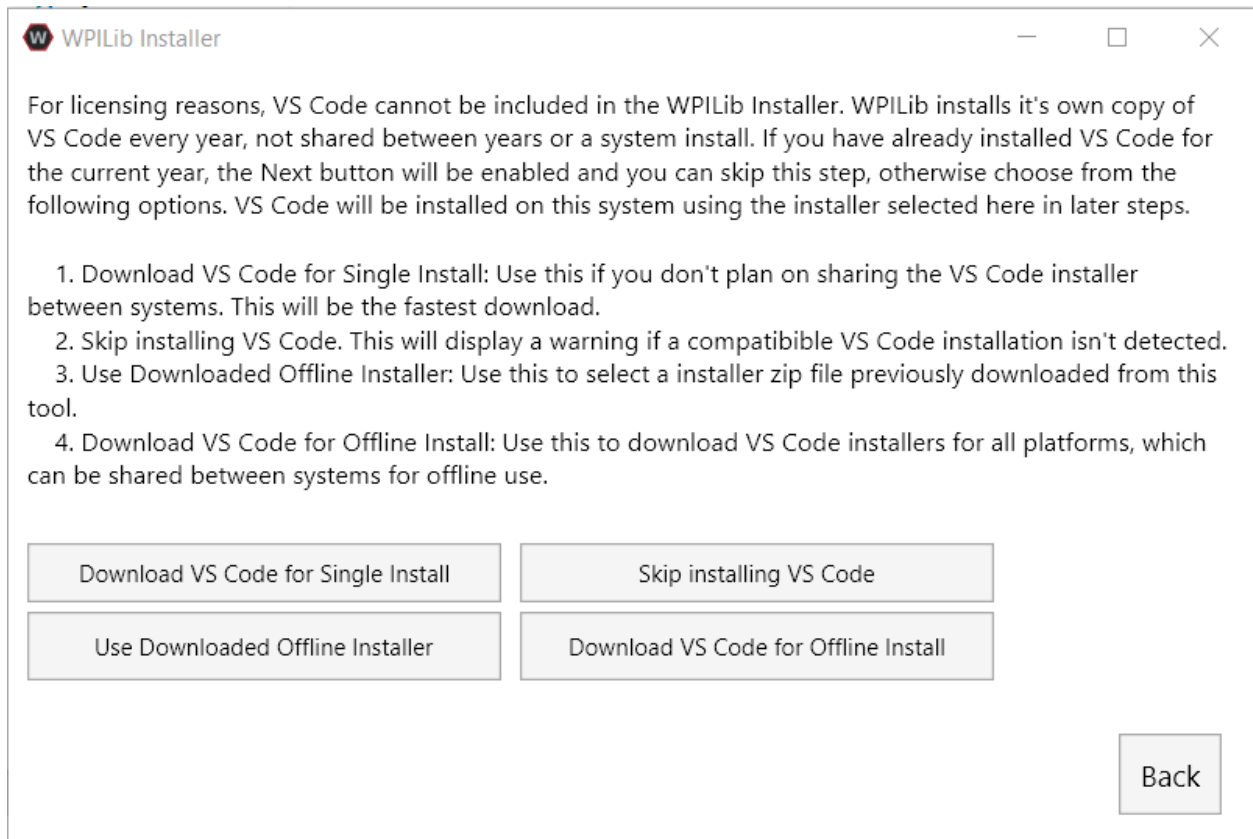 WPILib Installer
For licensing reasons, VS Code cannot be included in the WPILib Installer. WPILib installs it's own copy of
VS Code every year, not shared between years or a system install. If you have already installed VS Code for
the current year, the Next button will be enabled and you can skip this step, otherwise choose from the
following options. VS Code will be installed on this system using the installer selected here in later steps.
1. Download VS Code for Single Install: Use this if you don't plan on sharing the VS Code installer
between systems. This will be the fastest download.
2. Skip installing VS Code. This will display a warning if a compatibible VS Code installation isn't detected.
3. Use Downloaded Offline Installer: Use this to select a installer zip file previously downloaded from this
tool.
4. Download VS Code for Offline Install: Use this to download VS Code installers for all platforms, which
can be shared between systems for offline use.
Download VS Code for Single Install
Skip installing VS Code
Use Downloaded Offline Installer
Download VS Code for Offline Install
Back